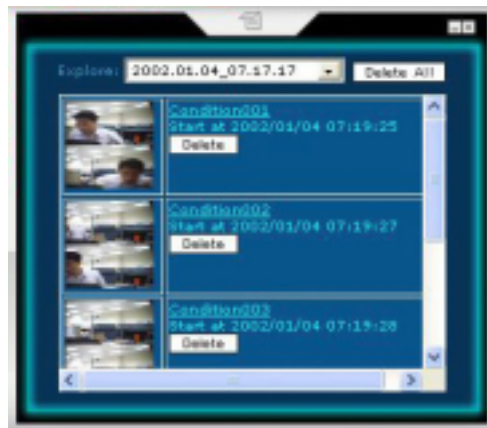 Explore: 2002.01.04_07.17.17 Delete All
Condition001
Start at 2002/01/04 07:19:25
Delete
Condition002
Start at 2002/01/04 07:19:27
Delete
Condition003
Start at 2002/01/04 07:19:28
Delete